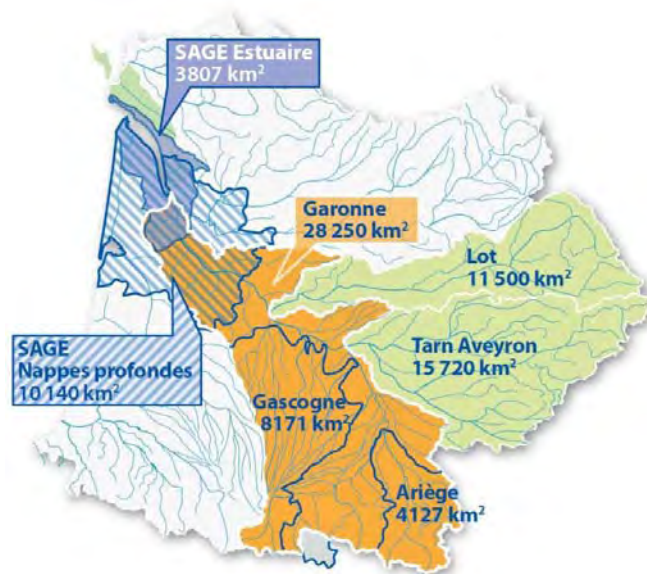 SAGE Estuaire
3807 km²
Garonne
28 250 km²
Lot
11 500 km²
Tarn Aveyron
15 720 km²
SAGE
Nappes profondes
10 140 km²
Gascogne
8171 km²
Ariège
4127 km²